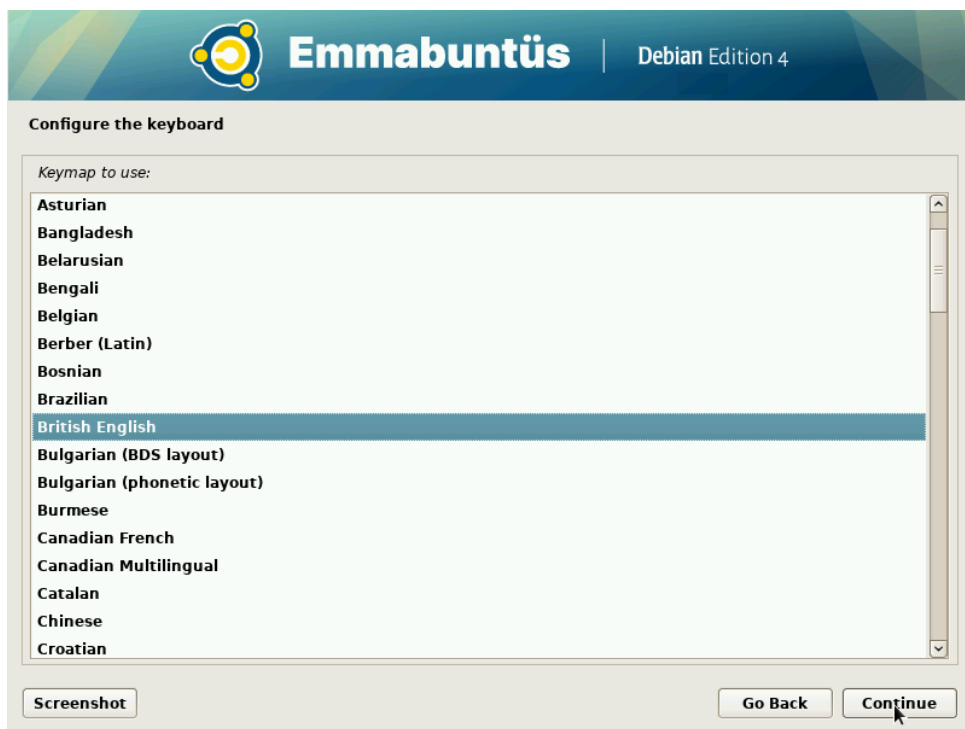 Emmabuntüs | Debian Edition 4
Configure the keyboard
Keymap to use:
Asturian
Bangladesh
Belarusian
Bengali
Belgian
Berber (Latin)
Bosnian
Brazilian
British English
Bulgarian (BDS layout)
Bulgarian (phonetic layout)
Burmese
Canadian French
Canadian Multilingual
Catalan
Chinese
Croatian
Screenshot
Go Back
Continue